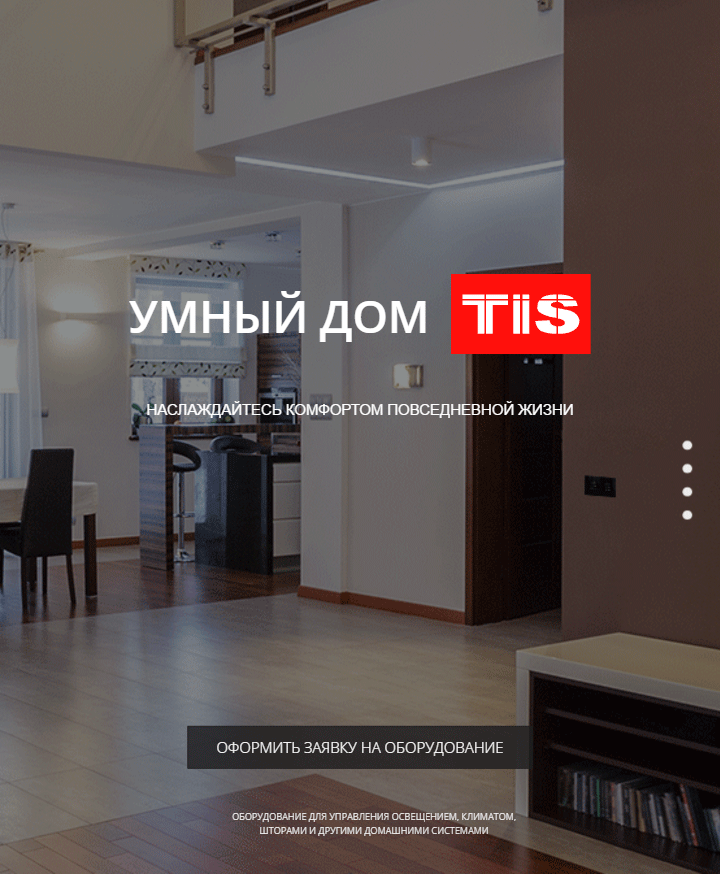 УМНЫЙ ДОМ TIS
НАСЛАЖДАЙТЕСЬ КОМФОРТОМ ПОВСЕДНЕВНОЙ ЖИЗНИ
ОФОРМИТЬ ЗАЯВКУ НА ОБОРУДОВАНИЕ
ОБОРУДОВАНИЕ ДЛЯ УПРАВЛЕНИЯ ОСВЕЩЕНИЕМ, КЛИМАТОМ,
ШТОРАМИ И ДРУГИМИ ДОМАШНИМИ СИСТЕМАМИ